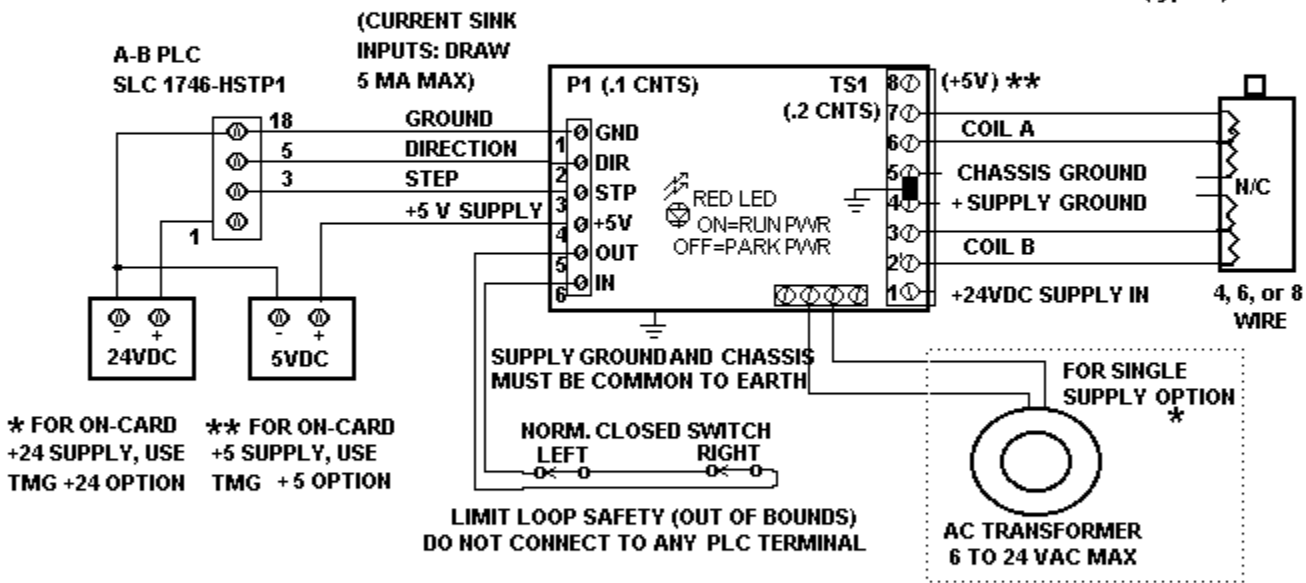 (CURRENT SINK
INPUTS: DRAW
5 MA MAX)
A-B PLC
SLC 1746-HSTP1
18
5
3
1
GROUND
DIRECTION
STEP
+5 V SUPPLY
P1 (.1 CNTS)
TS1
(.2 CNTS)
1
2
3
4
5
6
GND
DIR
STP
+5V
OUT
IN
RED LED
ON=RUN PWR
OFF=PARK PWR
8
7
6
5
4
3
2
1
(+5V) **
COIL A
CHASSIS GROUND
+ SUPPLY GROUND
COIL B
+24VDC SUPPLY IN
N/C
4, 6, or 8
WIRE
- +
24VDC
- +
5VDC
SUPPLY GROUND AND CHASSIS
MUST BE COMMON TO EARTH
* FOR ON-CARD
+24 SUPPLY, USE
TMG +24 OPTION
** FOR ON-CARD
+5 SUPPLY, USE
TMG + 5 OPTION
NORM. CLOSED SWITCH
LEFT RIGHT
LIMIT LOOP SAFETY (OUT OF BOUNDS)
DO NOT CONNECT TO ANY PLC TERMINAL
FOR SINGLE
SUPPLY OPTION
*
AC TRANSFORMER
6 TO 24 VAC MAX